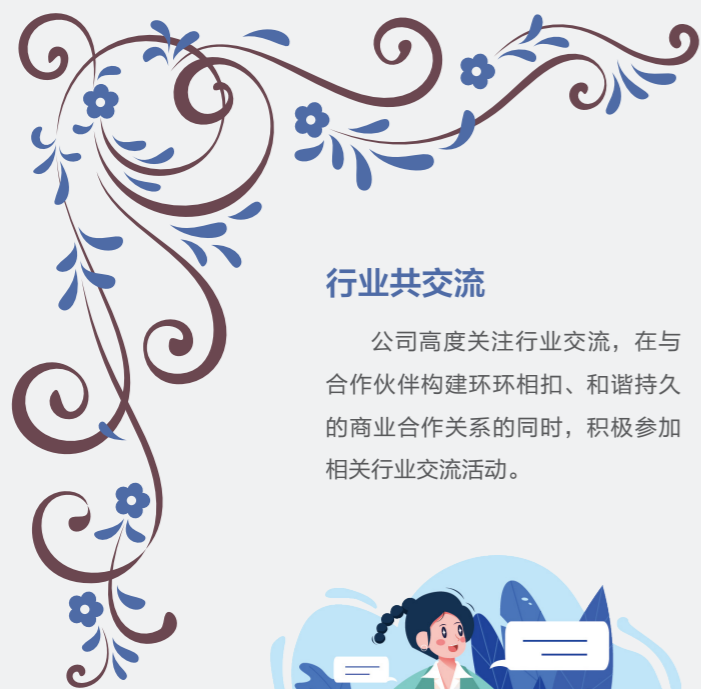 行业共交流
公司高度关注行业交流，在与
合作伙伴构建环环相扣、和谐持久
的商业合作关系的同时，积极参加
相关行业交流活动。